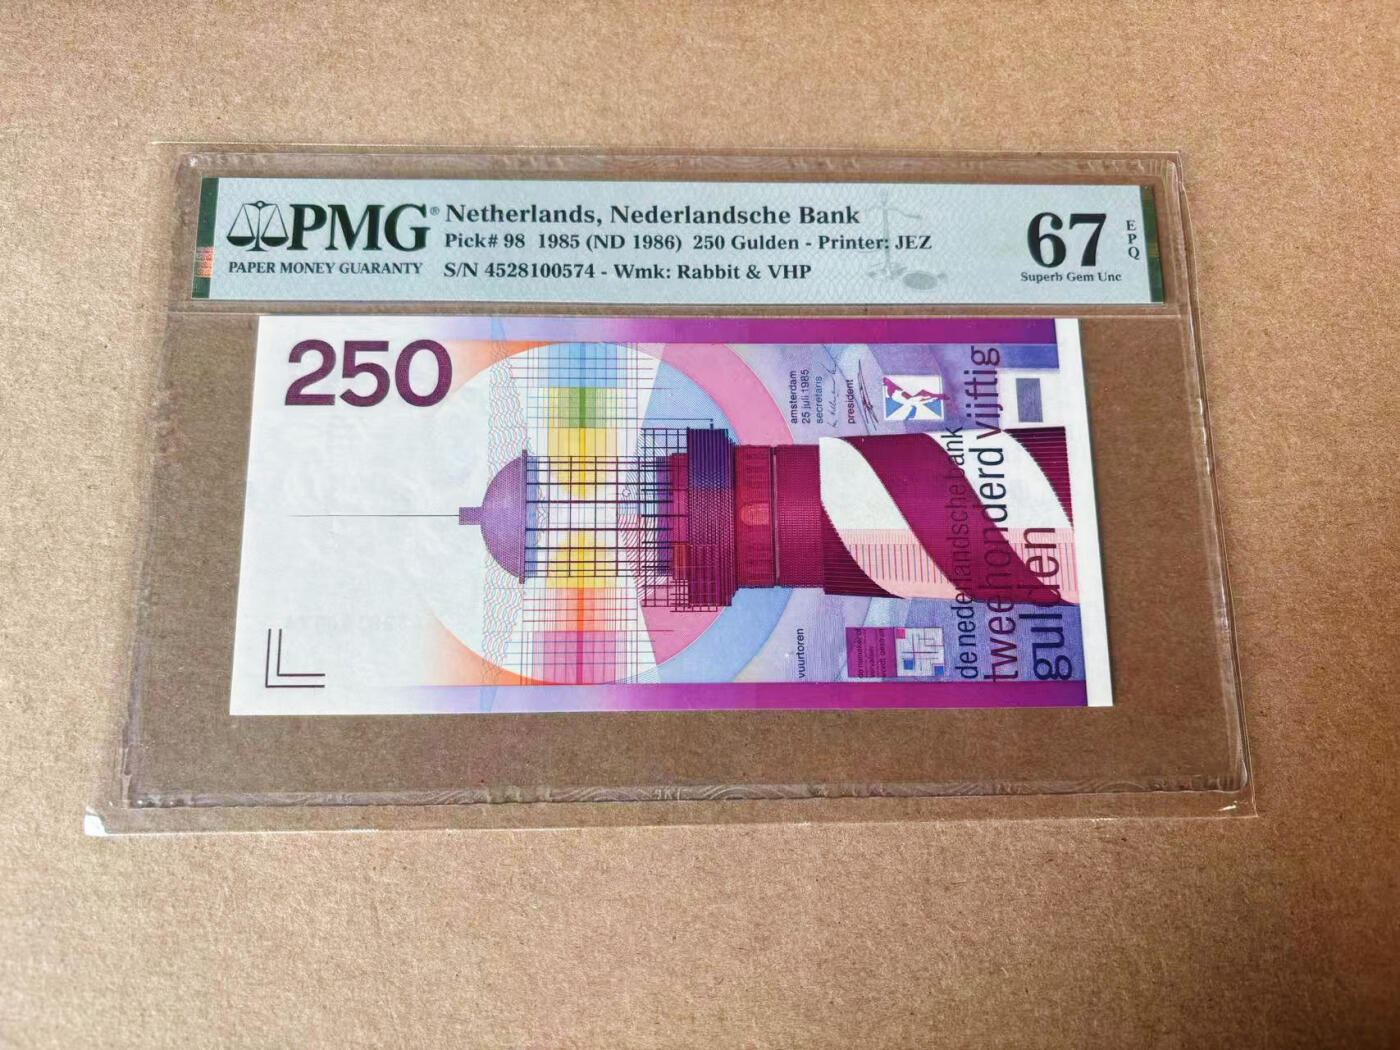 PMG®
PAPER MONEY GUARANTY
Netherlands, Nederlandsche Bank
Pick# 98 1985 (ND 1986) 250 Gulden - Printer: JEZ
S/N 4528100574 - Wmk: Rabbit & VHP
67
EPQ
Superb Gem Unc
250
amsterdam
25 juli 1985
secretaris
president
vuurtoren
de nederlandsche bank
tweehonderd vijftig
gulden